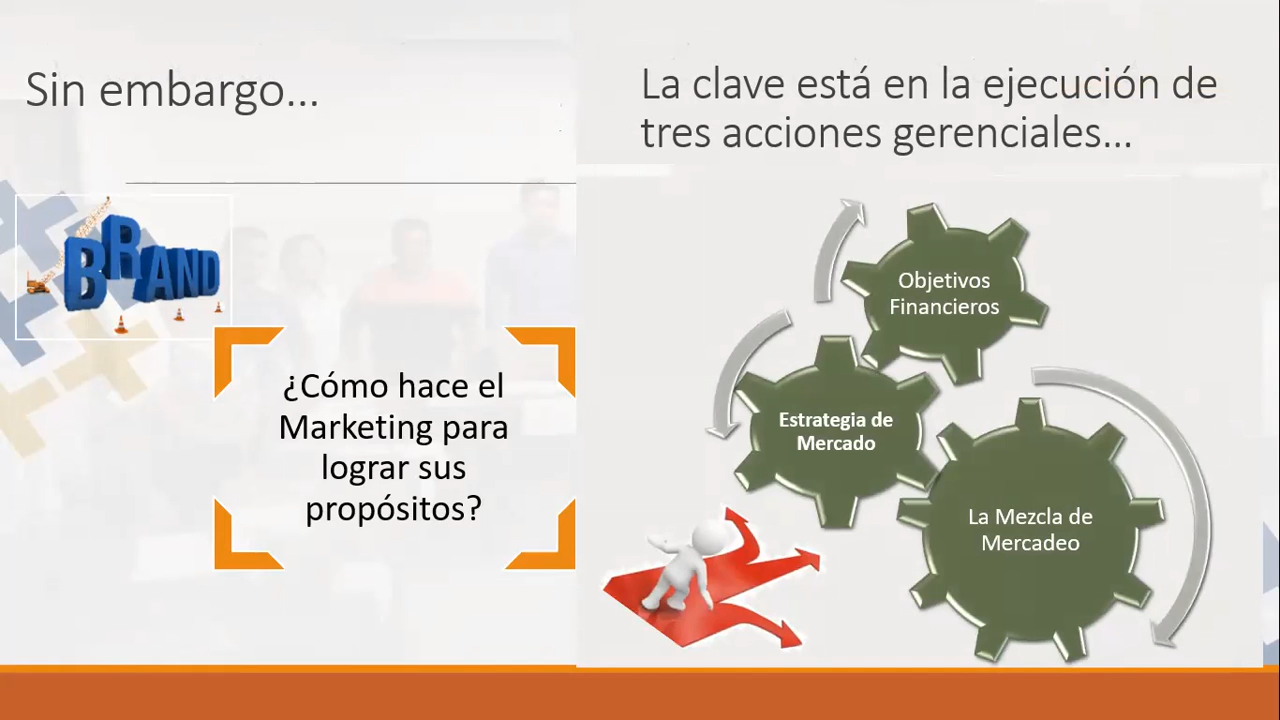 Sin embargo...
BRAND
¿Cómo hace el
Marketing para
lograr sus
propósitos?
La clave está en la ejecución de
tres acciones gerenciales...
Objetivos
Financieros
Estrategia de
Mercado
La Mezcla de
Mercadeo